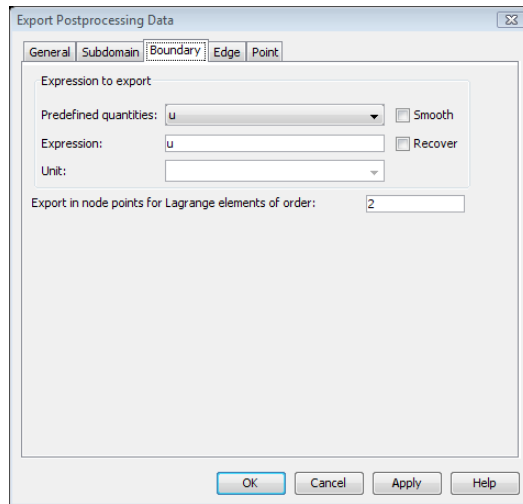 Export Postprocessing Data
General Subdomain Boundary Edge Point
Expression to export
Predefined quantities: u Smooth
Expression: u Recover
Unit:
Export in node points for Lagrange elements of order: 2
OK Cancel Apply Help